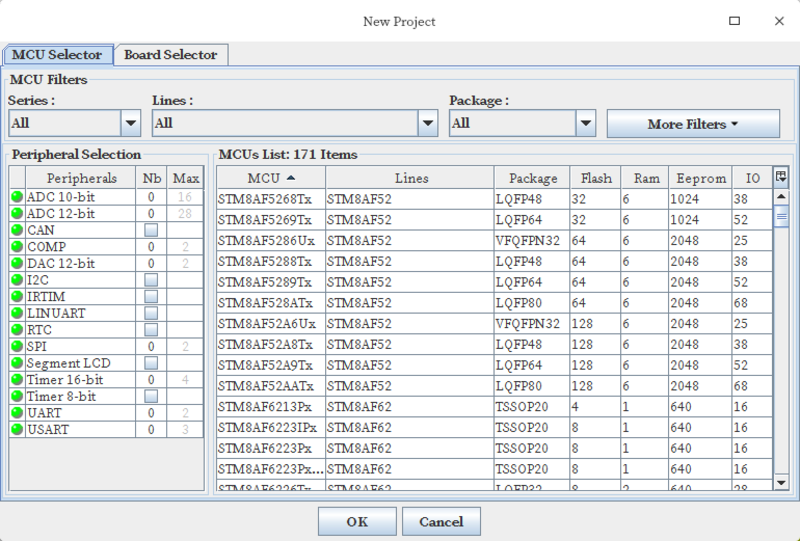 New Project
MCU Selector Board Selector
MCU Filters
Series : Lines : Package :
All All All More Filters
Peripheral Selection
Peripherals Nb Max
ADC 10-bit 0 16
ADC 12-bit 0 28
CAN
COMP 0 2
DAC 12-bit 0 2
I2C
IRTIM
LINUART
RTC
SPI 0 2
Segment LCD
Timer 16-bit 0 4
Timer 8-bit
UART 0 2
USART 0 3
MCUs List: 171 Items
MCU Lines Package Flash Ram Eeprom IO
STM8AF5268Tx STM8AF52 LQFP48 32 6 1024 38
STM8AF5269Tx STM8AF52 LQFP64 32 6 1024 52
STM8AF5286Ux STM8AF52 VFQFPN32 64 6 2048 25
STM8AF5288Tx STM8AF52 LQFP48 64 6 2048 38
STM8AF5289Tx STM8AF52 LQFP64 64 6 2048 52
STM8AF528ATx STM8AF52 LQFP80 64 6 2048 68
STM8AF52A6Ux STM8AF52 VFQFPN32 128 6 2048 25
STM8AF52A8Tx STM8AF52 LQFP48 128 6 2048 38
STM8AF52A9Tx STM8AF52 LQFP64 128 6 2048 52
STM8AF52AATx STM8AF52 LQFP80 128 6 2048 68
STM8AF6213Px STM8AF62 TSSOP20 4 1 640 16
STM8AF6223IPx STM8AF62 TSSOP20 8 1 640 16
STM8AF6223Px STM8AF62 TSSOP20 8 1 640 16
STM8AF6223Px... STM8AF62 TSSOP20 8 1 640 16
STM8AF6226Tx STM8AF62 LQFP32 8 2 640 28
OK Cancel